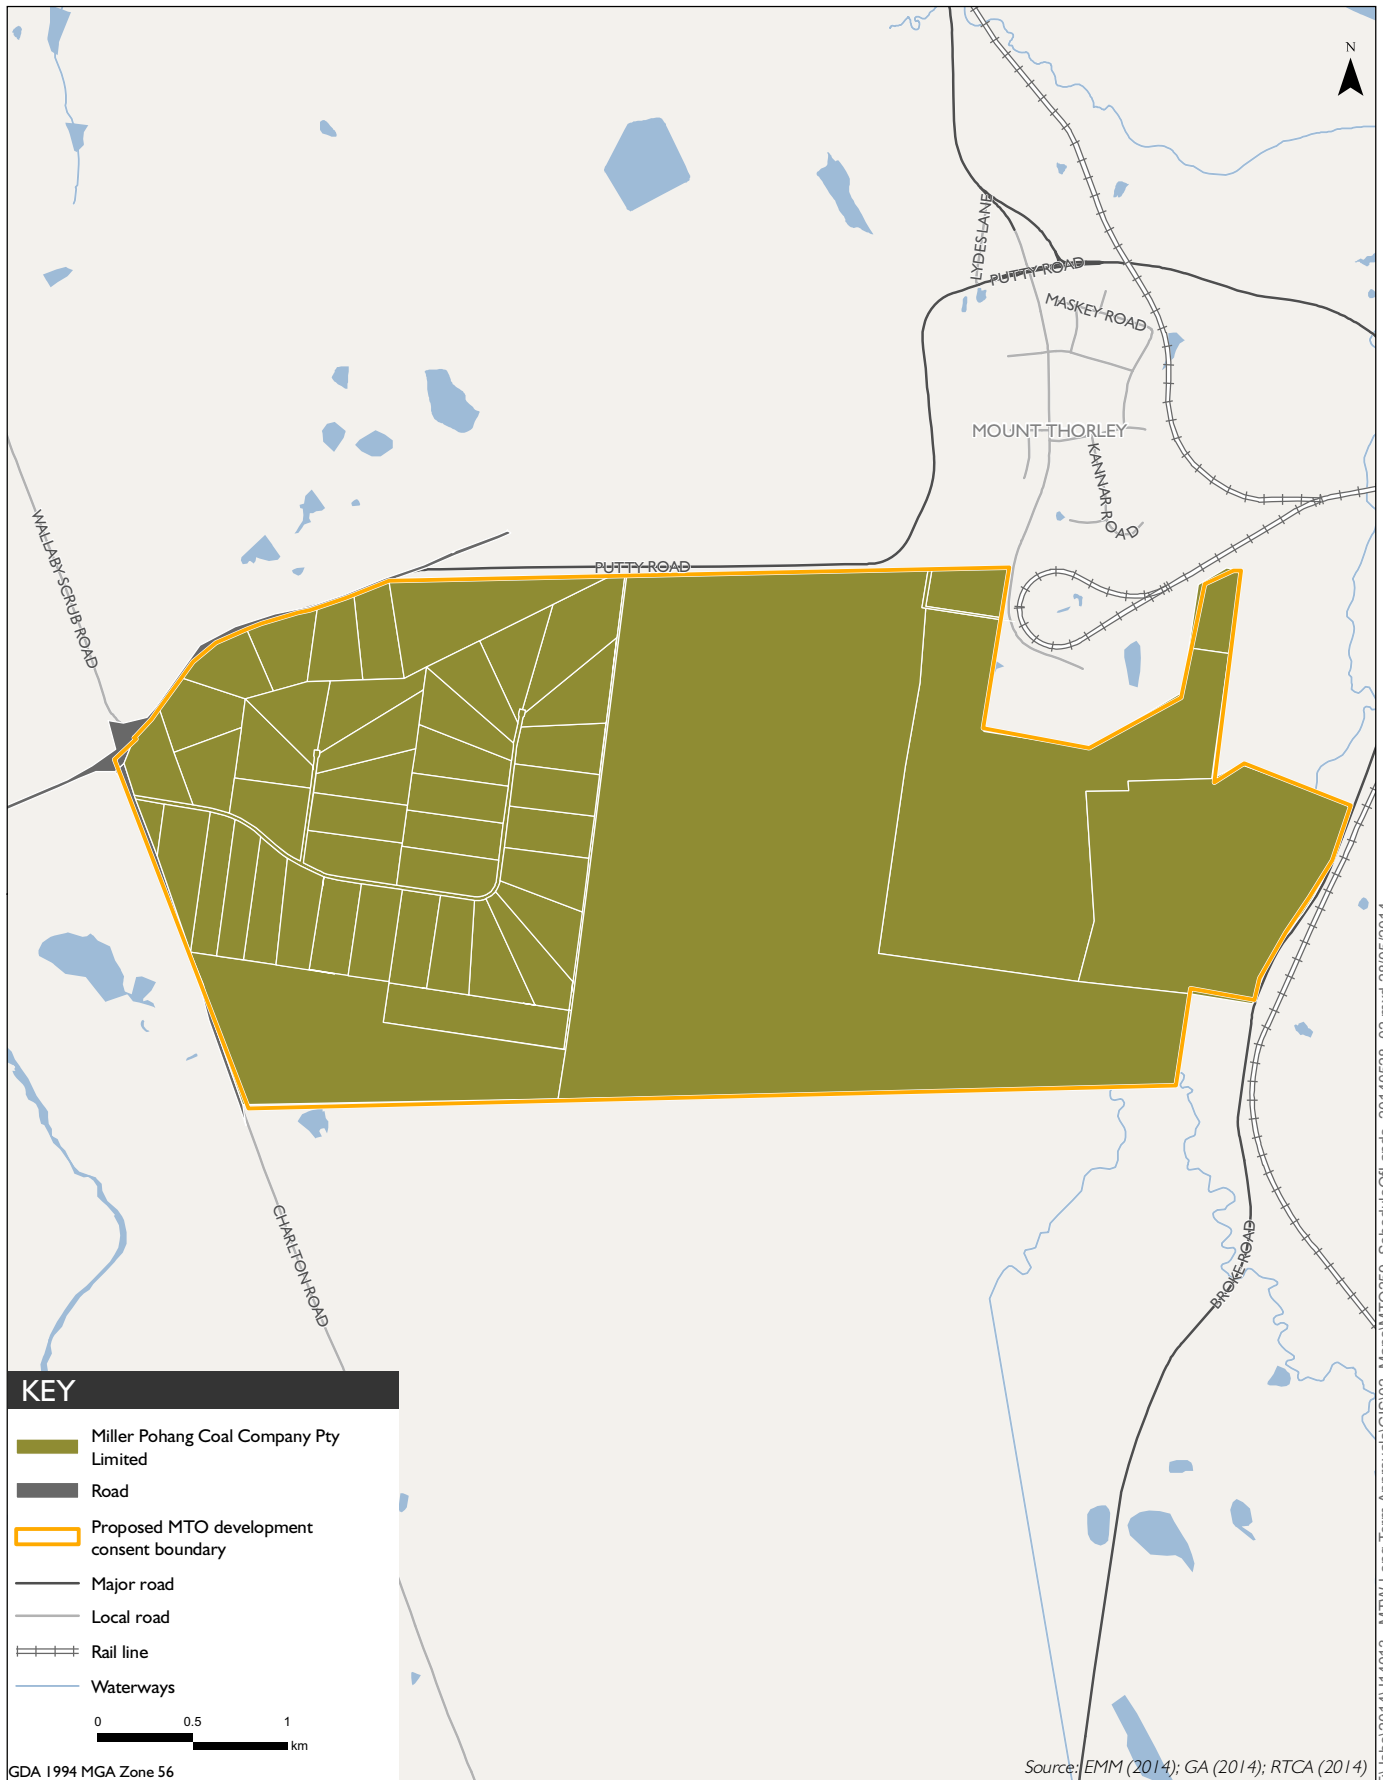 N
LYDES LANE
PUTTY ROAD
MASKEY ROAD
MOUNT THORLEY
KANNAR ROAD
WALLABY SCRUB ROAD
PUTTY ROAD
CHARLTON ROAD
BROKE ROAD
KEY
Miller Pohang Coal Company Pty
Limited
Road
Proposed MTO development
consent boundary
Major road
Local road
Rail line
Waterways
0 0.5 1
km
GDA 1994 MGA Zone 56
Source: EMM (2014); GA (2014); RTCA (2014)